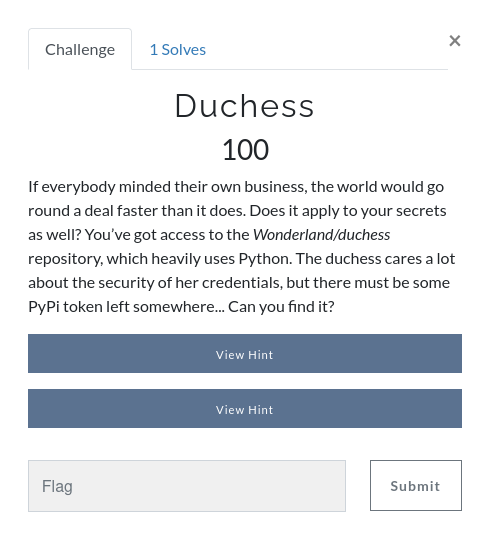 Challenge
1 Solves
×
Duchess
100
If everybody minded their own business, the world would go
round a deal faster than it does. Does it apply to your secrets
as well? You've got access to the Wonderland/duchess
repository, which heavily uses Python. The duchess cares a lot
about the security of her credentials, but there must be some
PyPi token left somewhere... Can you find it?
View Hint
View Hint
Flag
Submit